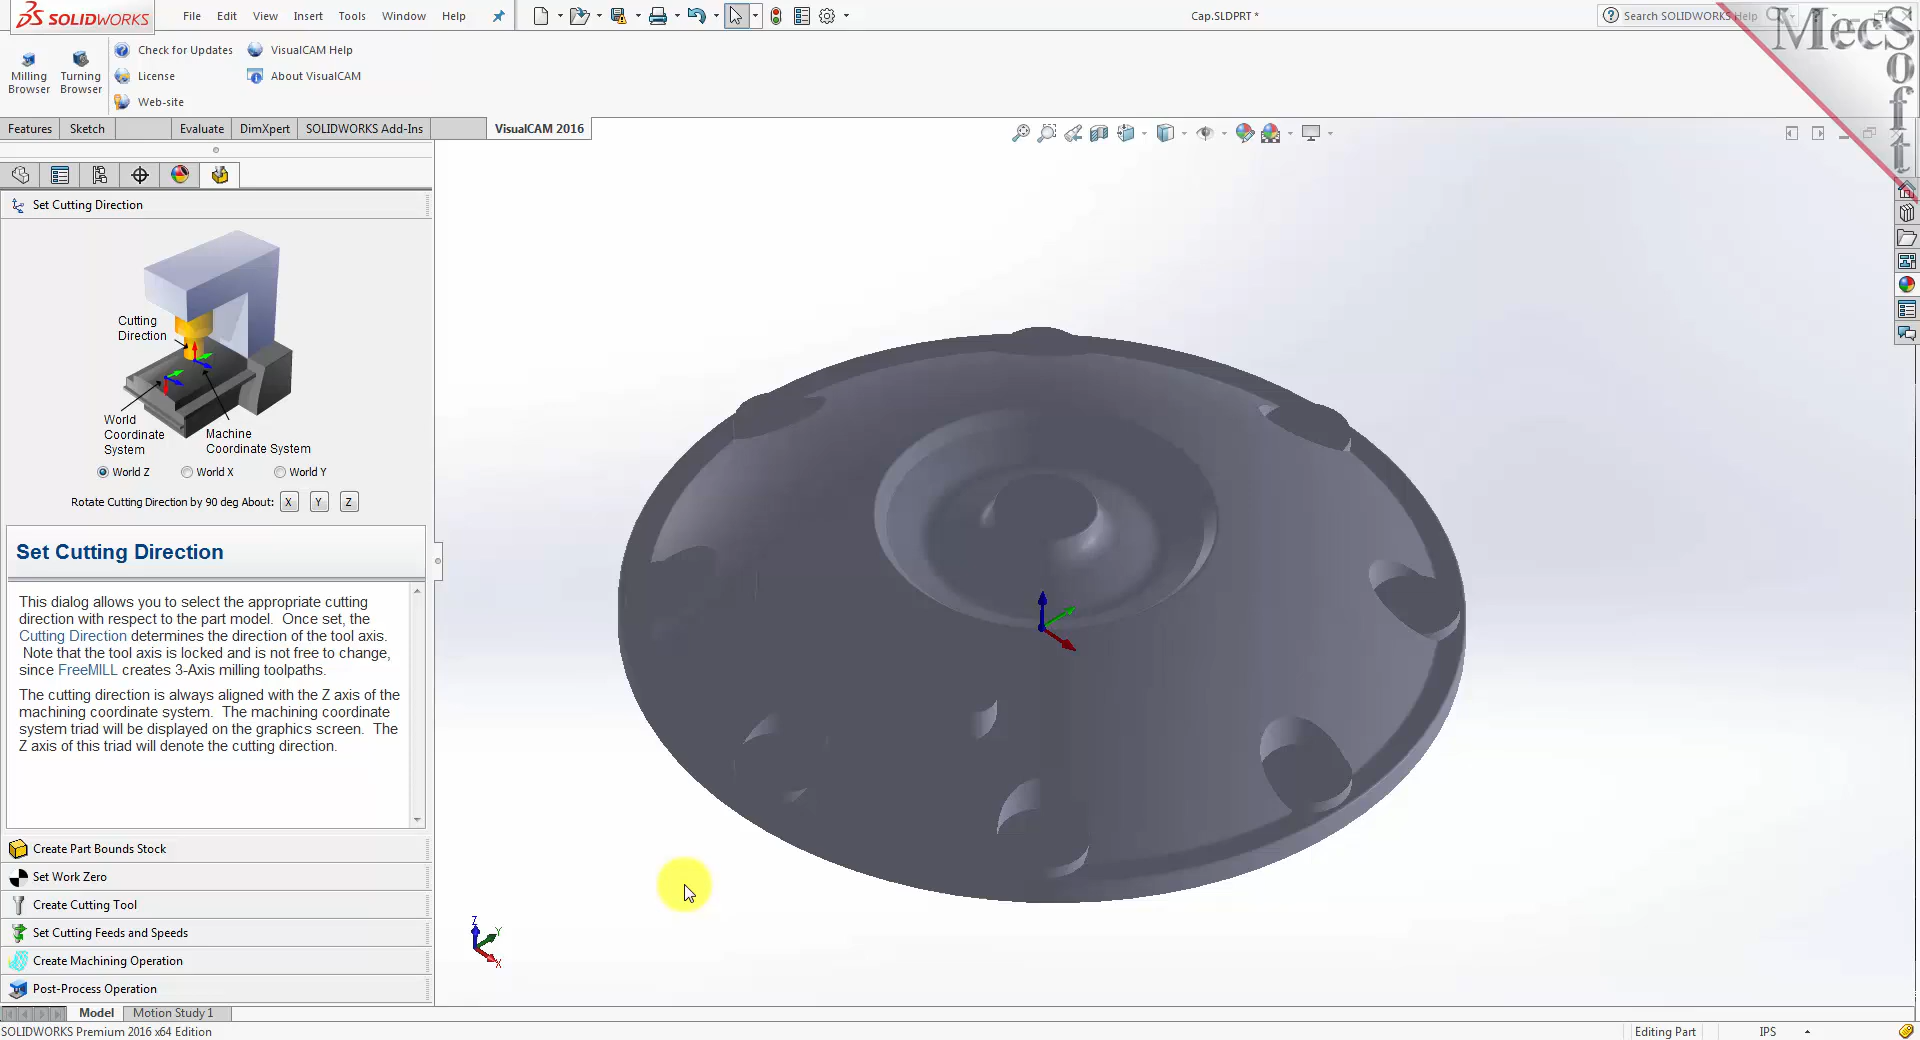 SOLIDWORKS
File Edit View Insert Tools Window Help
Cap.SLDPRT *
Search SOLIDWORKS Help
MecSoft
Check for Updates
VisualCAM Help
Milling Browser
Turning Browser
License
About VisualCAM
Web-site
Features Sketch Evaluate DimXpert SOLIDWORKS Add-Ins VisualCAM 2016
Set Cutting Direction
Cutting
Direction
World
Coordinate
System
Machine
Coordinate System
World Z World X World Y
Rotate Cutting Direction by 90 deg About: X Y Z
Set Cutting Direction
This dialog allows you to select the appropriate cutting
direction with respect to the part model. Once set, the
Cutting Direction determines the direction of the tool axis.
Note that the tool axis is locked and is not free to change,
since FreeMILL creates 3-Axis milling toolpaths.
The cutting direction is always aligned with the Z axis of the
machining coordinate system. The machining coordinate
system triad will be displayed on the graphics screen. The
Z axis of this triad will denote the cutting direction.
Create Part Bounds Stock
Set Work Zero
Create Cutting Tool
Set Cutting Feeds and Speeds
Create Machining Operation
Post-Process Operation
Z
Y
X
Model Motion Study 1
SOLIDWORKS Premium 2016 x64 Edition
Editing Part IPS